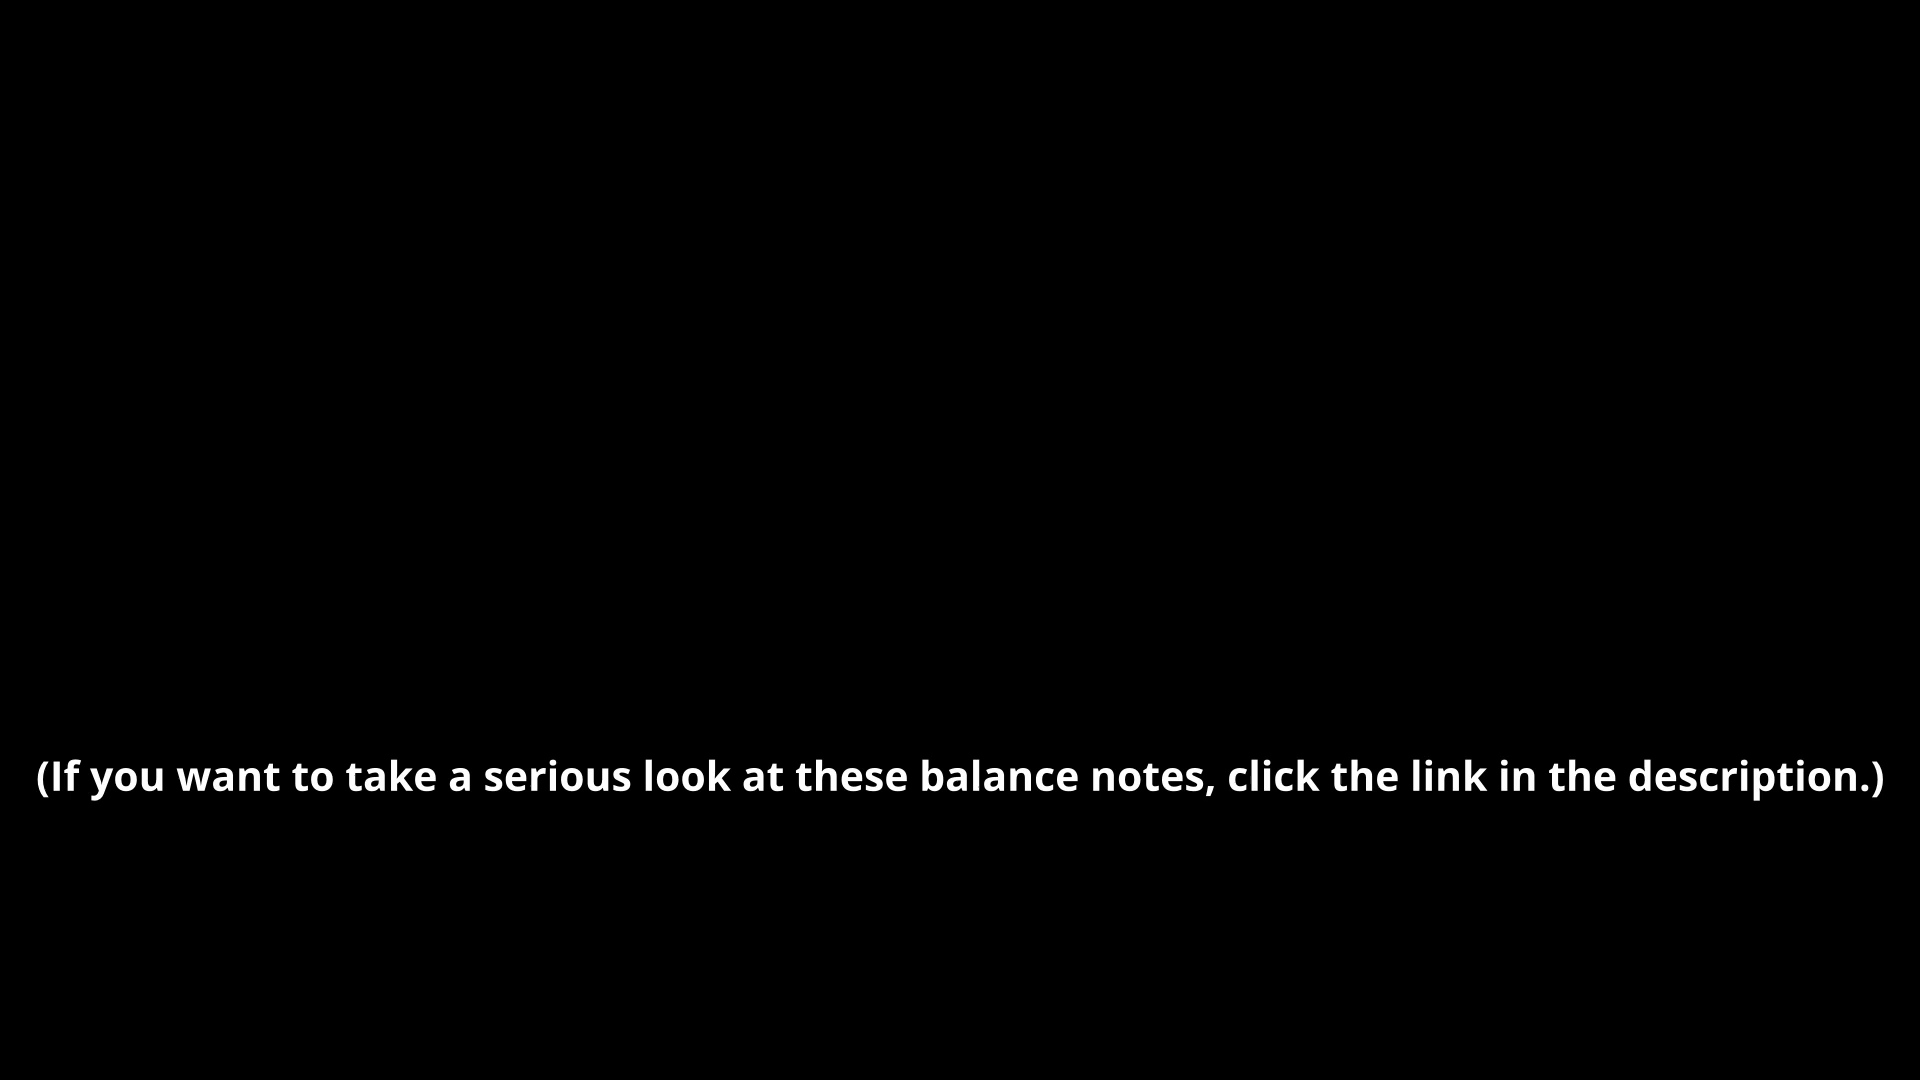 (If you want to take a serious look at these balance notes, click the link in the description.)